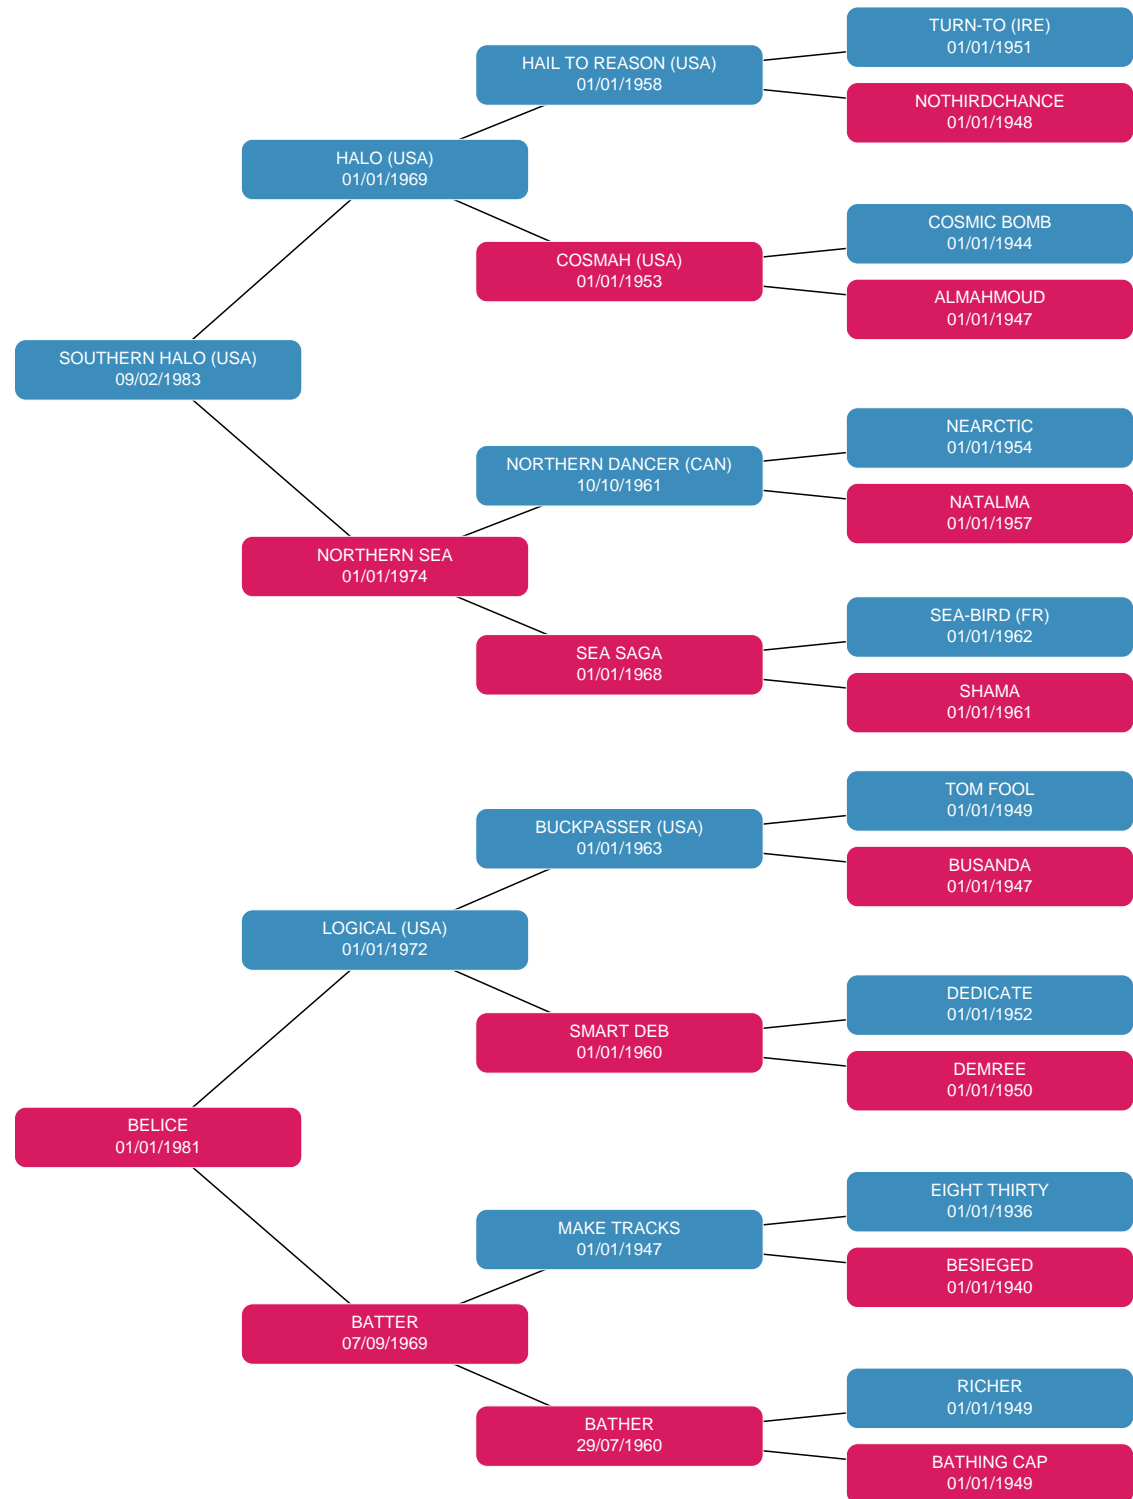 TURN-TO (IRE)
01/01/1951
HAIL TO REASON (USA)
01/01/1958
NOTHIRDCHANCE
01/01/1948
HALO (USA)
01/01/1969
COSMIC BOMB
01/01/1944
COSMAH (USA)
01/01/1953
ALMAHMOUD
01/01/1947
SOUTHERN HALO (USA)
09/02/1983
NEARCTIC
01/01/1954
NORTHERN DANCER (CAN)
10/10/1961
NATALMA
01/01/1957
NORTHERN SEA
01/01/1974
SEA-BIRD (FR)
01/01/1962
SEA SAGA
01/01/1968
SHAMA
01/01/1961
TOM FOOL
01/01/1949
BUCKPASSER (USA)
01/01/1963
BUSANDA
01/01/1947
LOGICAL (USA)
01/01/1972
DEDICATE
01/01/1952
SMART DEB
01/01/1960
DEMREE
01/01/1950
BELICE
01/01/1981
EIGHT THIRTY
01/01/1936
MAKE TRACKS
01/01/1947
BESIEGED
01/01/1940
BATTER
07/09/1969
RICHER
01/01/1949
BATHER
29/07/1960
BATHING CAP
01/01/1949